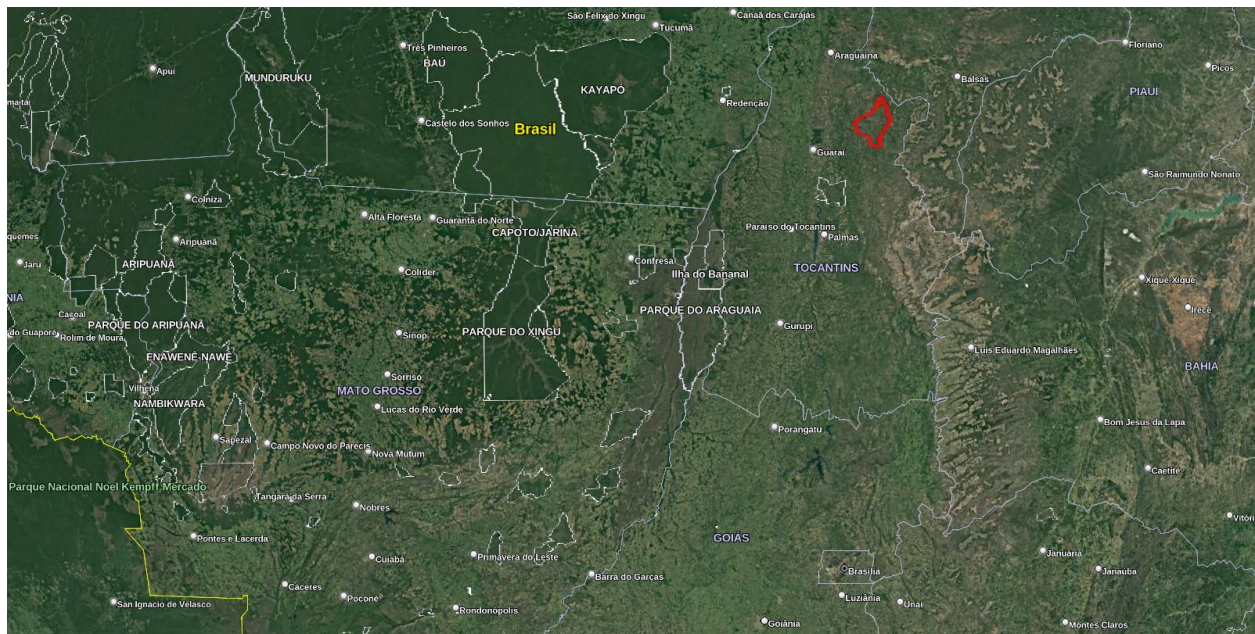 São Félix do Xingu
Canaã dos Carajás
Tucumã
Três Pinheiros
BAÚ
Araguaína
Floriano
Apuí
MUNDURUKU
Balsas
Picos
KAYAPÓ
PIAUÍ
Redenção
Castelo dos Sonhos
Brasil
Guaraí
São Raimundo Nonato
Colniza
Alta Floresta
Guarantã do Norte
CAPOTO/JARINA
Paraíso do Tocantins
Palmas
Aripuanã
Jaru
ARIPUANÃ
Colíder
Confresa
Ilha do Bananal
TOCANTINS
Xique-Xique
Cacoal
PARQUE DO ARIPUANÃ
PARQUE DO XINGU
PARQUE DO ARAGUAIA
Irecê
do Guaporé
Rolim de Moura
Sinop
Gurupi
ENAWENÊ-NAWÊ
Luís Eduardo Magalhães
BAHIA
Vilhena
Sorriso
MATO GROSSO
NAMBIKWARA
Lucas do Rio Verde
Sapezal
Campo Novo do Parecis
Nova Mutum
Porangatu
Bom Jesus da Lapa
Caetité
Parque Nacional Noel Kempff Mercado
Tangará da Serra
Nobres
Vitóri
Pontes e Lacerda
GOIÁS
Cuiabá
Primavera do Leste
Januária
Barra do Garças
Brasília
Janaúba
Cáceres
Poconé
Luziânia
Unaí
San Ignacio de Velasco
Rondonópolis
Goiânia
Montes Claros